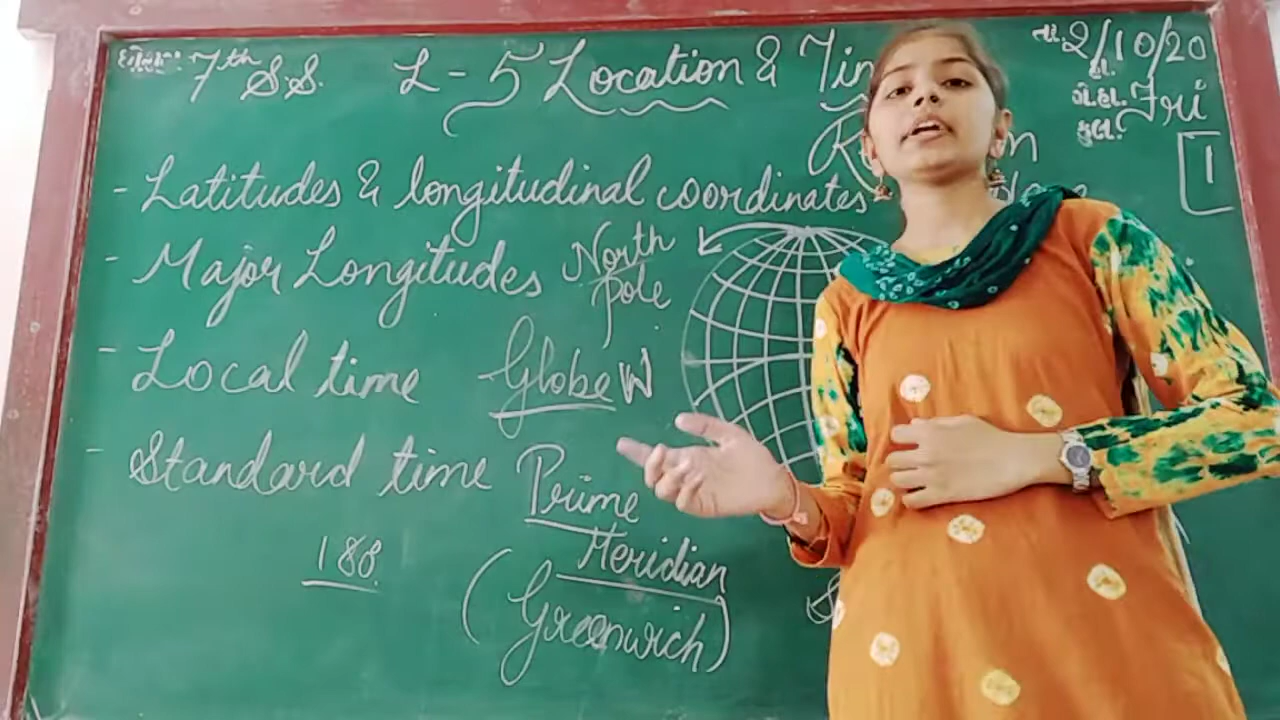 7th S.S. L-5 Location & Tim તા. 2/10/20
Fri
- Latitudes & longitudinal coordinates
1
- Major Longitudes North pole
- Local time Globe W
- Standard time Prime
Meridian
188
(Greenwich)